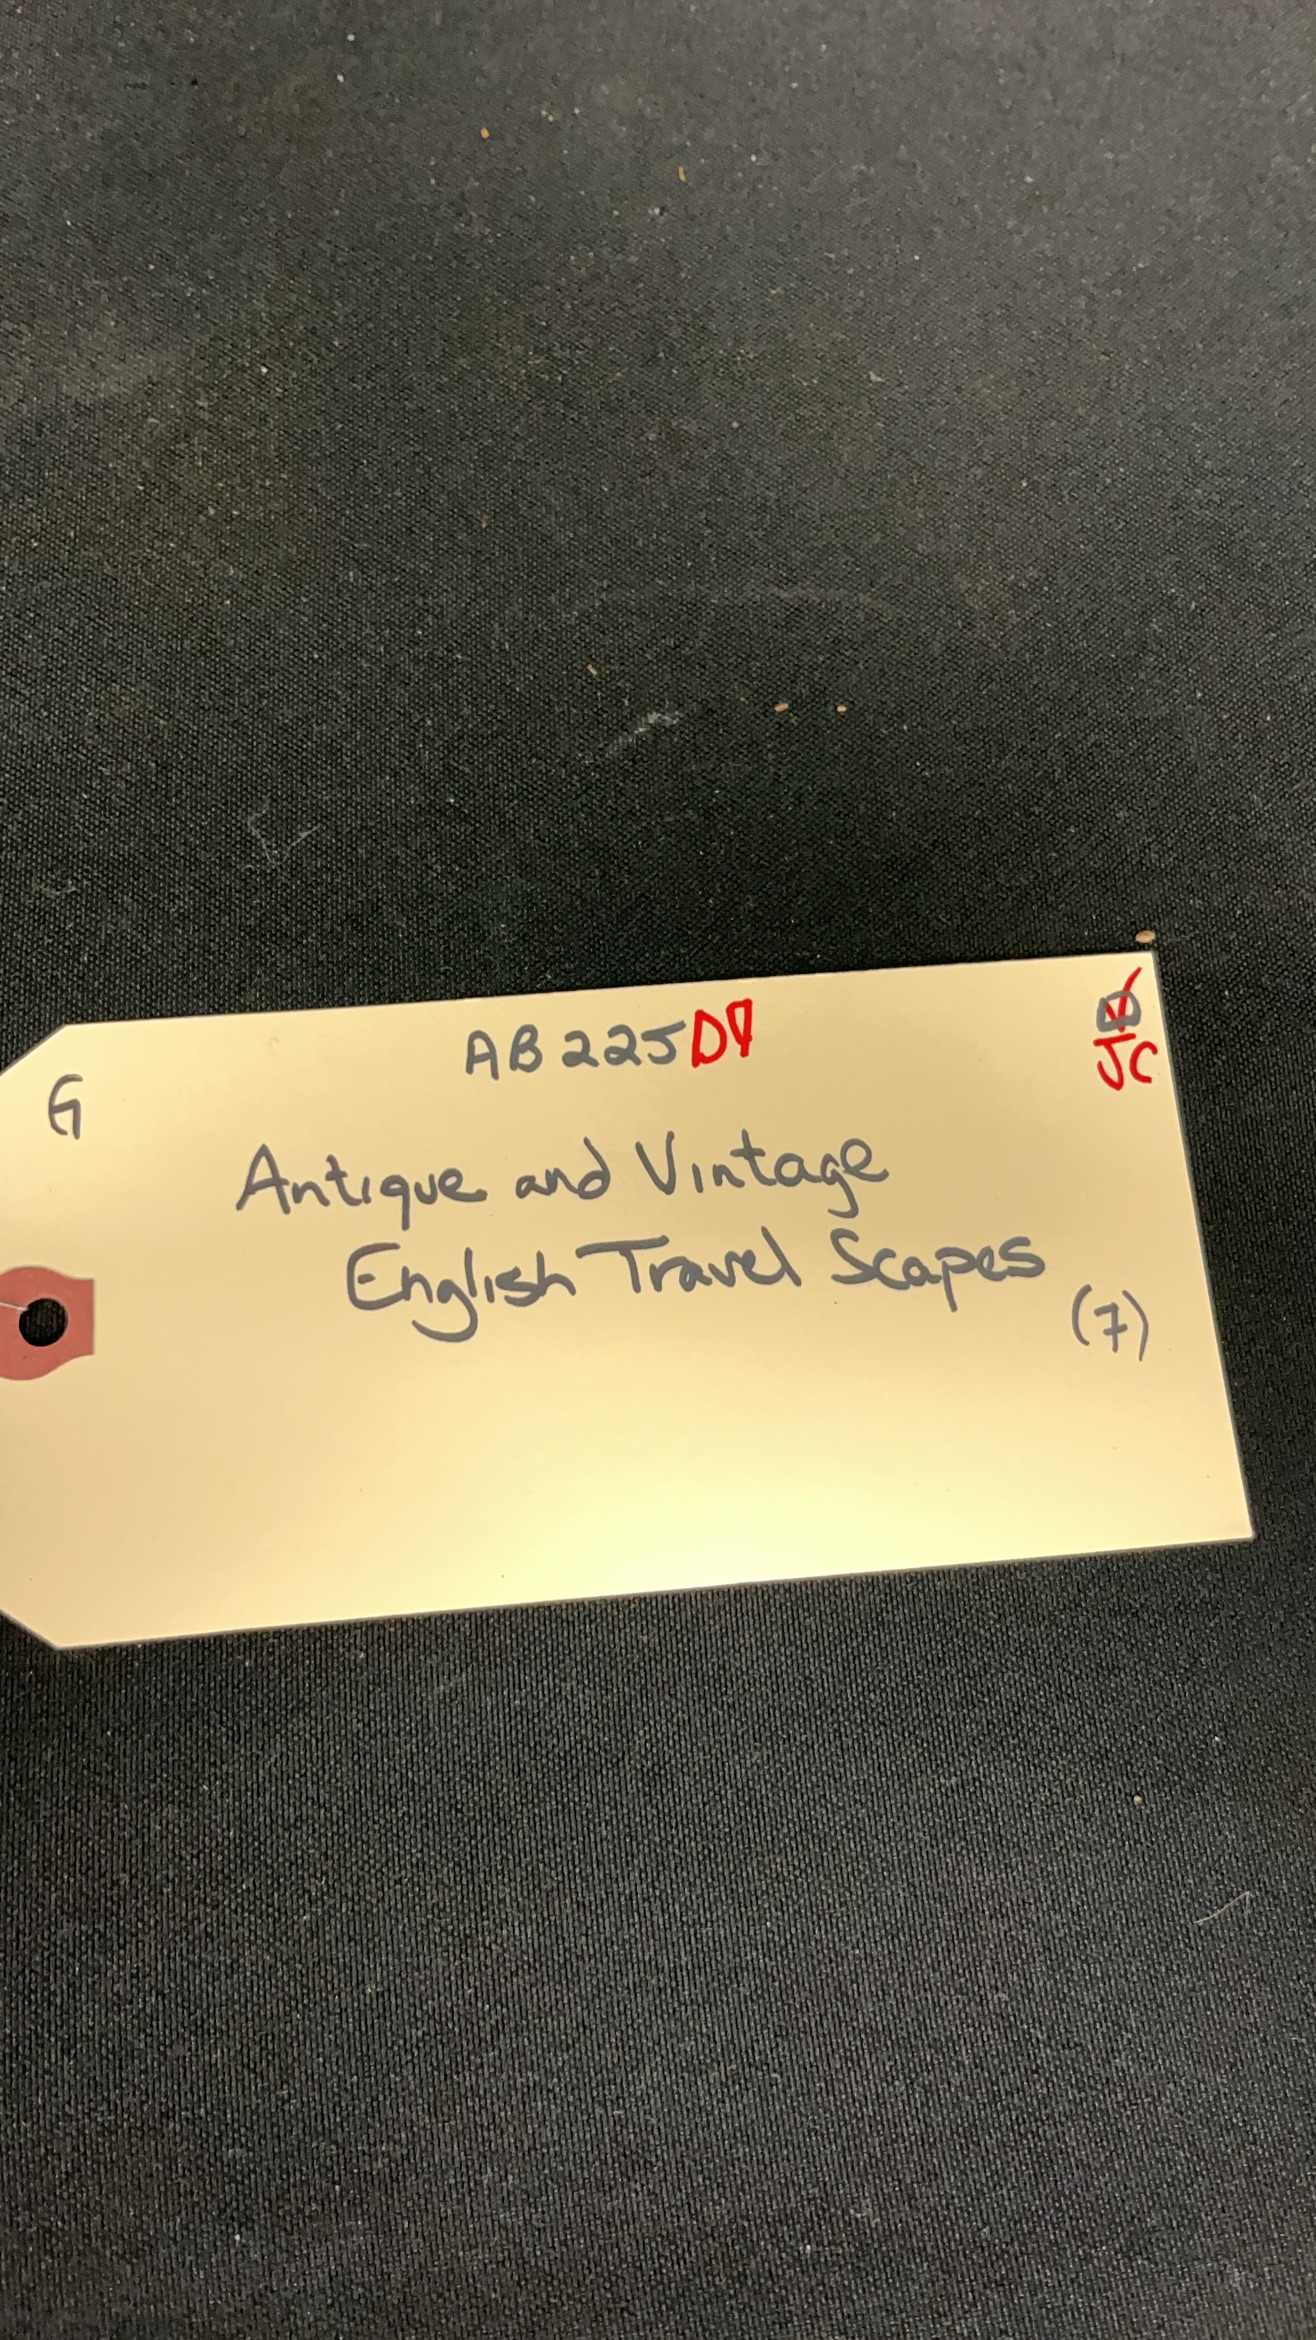 AB225D
JC
G
Antique and Vintage
English Travel Scapes
(7)